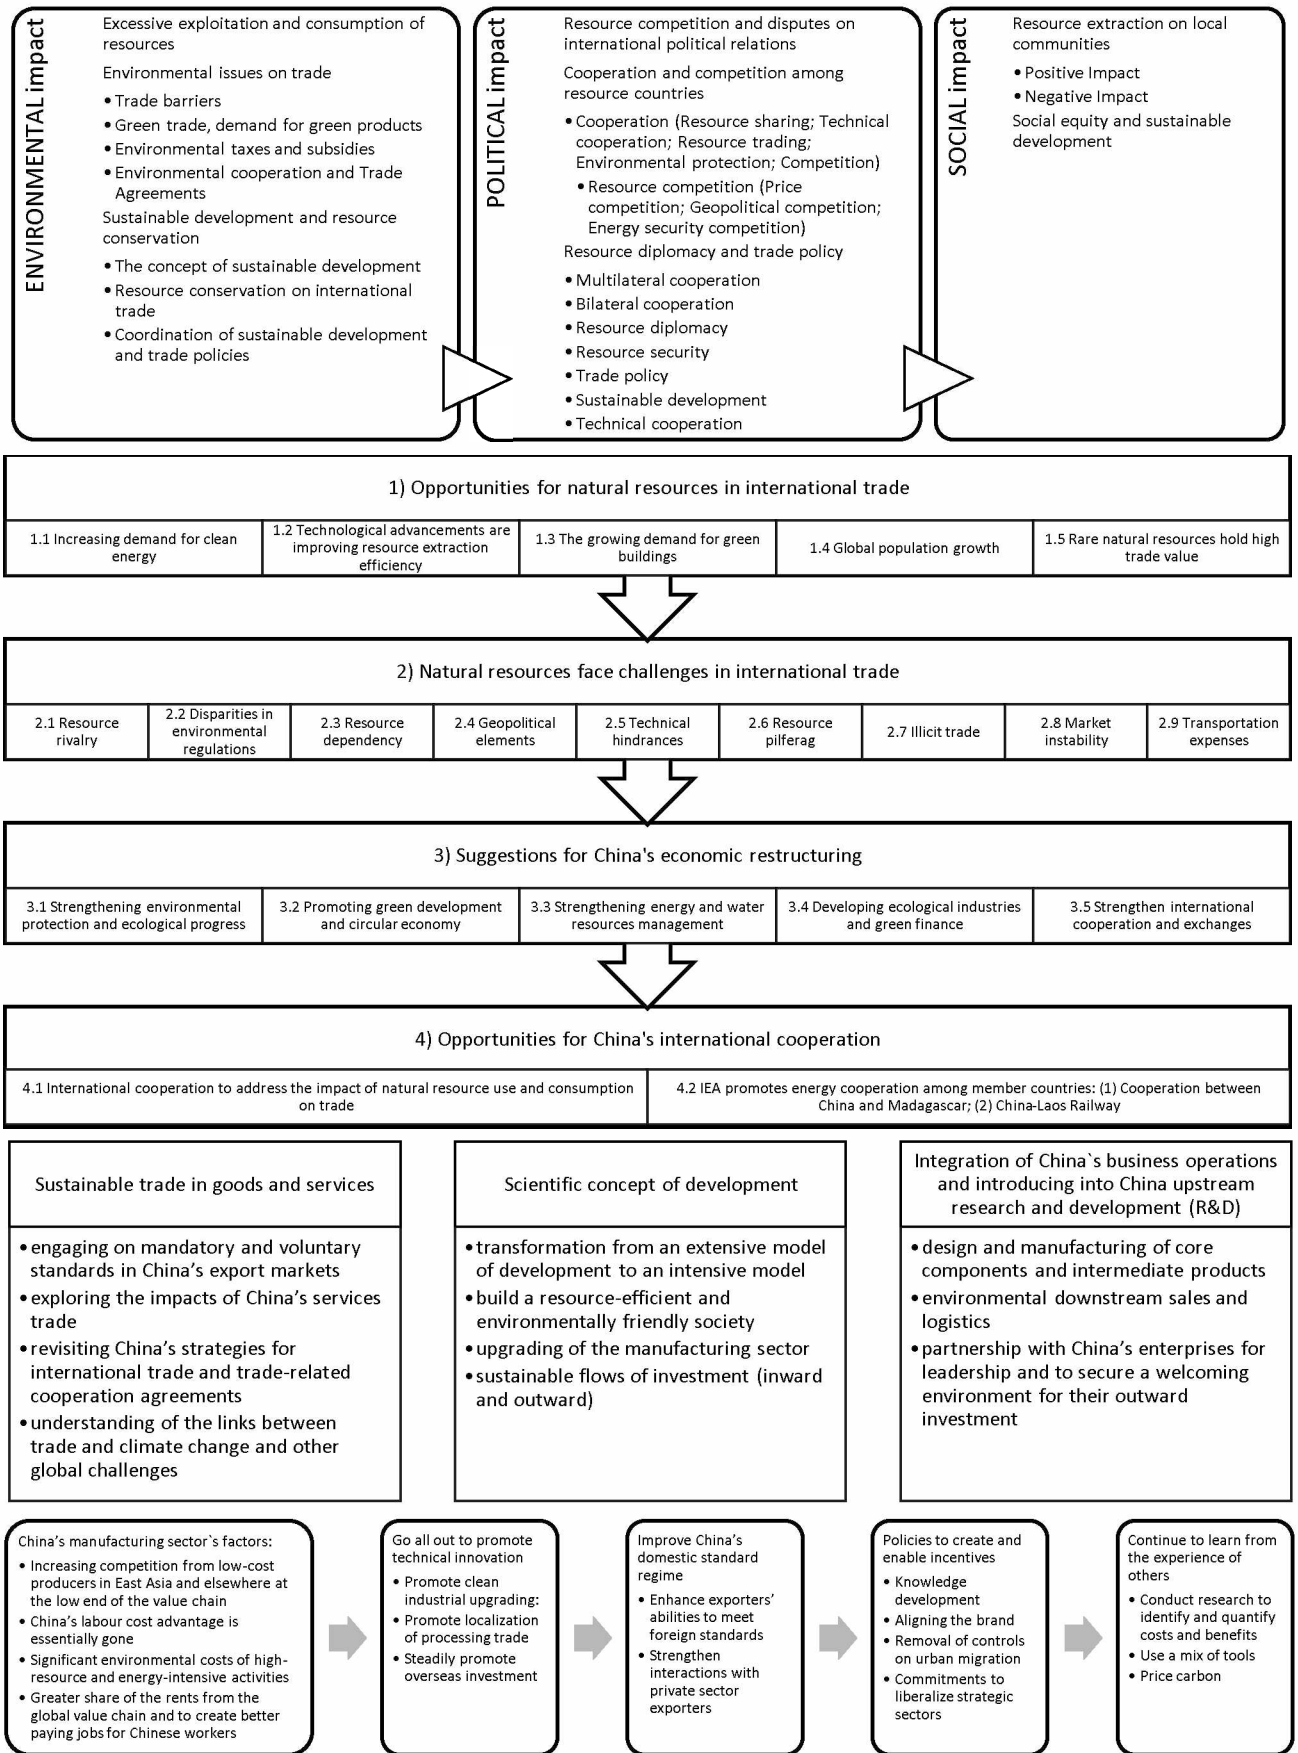 ENVIRONMENTAL impact
Excessive exploitation and consumption of
resources
Environmental issues on trade
• Trade barriers
• Green trade, demand for green products
• Environmental taxes and subsidies
• Environmental cooperation and Trade
Agreements
Sustainable development and resource
conservation
• The concept of sustainable development
• Resource conservation on international
trade
• Coordination of sustainable development
and trade policies
POLITICAL impact
Resource competition and disputes on
international political relations
Cooperation and competition among
resource countries
• Cooperation (Resource sharing; Technical
cooperation; Resource trading;
Environmental protection; Competition)
• Resource competition (Price
competition; Geopolitical competition;
Energy security competition)
Resource diplomacy and trade policy
• Multilateral cooperation
• Bilateral cooperation
• Resource diplomacy
• Resource security
• Trade policy
• Sustainable development
• Technical cooperation
SOCIAL impact
Resource extraction on local
communities
• Positive Impact
• Negative Impact
Social equity and sustainable
development
1) Opportunities for natural resources in international trade
1.1 Increasing demand for clean
energy
1.2 Technological advancements are
improving resource extraction
efficiency
1.3 The growing demand for green
buildings
1.4 Global population growth
1.5 Rare natural resources hold high
trade value
2) Natural resources face challenges in international trade
2.1 Resource
rivalry
2.2 Disparities in
environmental
regulations
2.3 Resource
dependency
2.4 Geopolitical
elements
2.5 Technical
hindrances
2.6 Resource
pilferag
2.7 Illicit trade
2.8 Market
instability
2.9 Transportation
expenses
3) Suggestions for China's economic restructuring
3.1 Strengthening environmental
protection and ecological progress
3.2 Promoting green development
and circular economy
3.3 Strengthening energy and water
resources management
3.4 Developing ecological industries
and green finance
3.5 Strengthen international
cooperation and exchanges
4) Opportunities for China's international cooperation
4.1 International cooperation to address the impact of natural resource use and consumption
on trade
4.2 IEA promotes energy cooperation among member countries: (1) Cooperation between
China and Madagascar; (2) China-Laos Railway
Sustainable trade in goods and services
• engaging on mandatory and voluntary
standards in China’s export markets
• exploring the impacts of China’s services
trade
• revisiting China’s strategies for
international trade and trade-related
cooperation agreements
• understanding of the links between
trade and climate change and other
global challenges
Scientific concept of development
• transformation from an extensive model
of development to an intensive model
• build a resource-efficient and
environmentally friendly society
• upgrading of the manufacturing sector
• sustainable flows of investment (inward
and outward)
Integration of China`s business operations
and introducing into China upstream
research and development (R&D)
• design and manufacturing of core
components and intermediate products
• environmental downstream sales and
logistics
• partnership with China’s enterprises for
leadership and to secure a welcoming
environment for their outward
investment
China’s manufacturing sector`s factors:
• Increasing competition from low-cost
producers in East Asia and elsewhere at
the low end of the value chain
• China’s labour cost advantage is
essentially gone
• Significant environmental costs of high-
resource and energy-intensive activities
• Greater share of the rents from the
global value chain and to create better
paying jobs for Chinese workers
Go all out to promote
technical innovation
• Promote clean
industrial upgrading:
• Promote localization
of processing trade
• Steadily promote
overseas investment
Improve China’s
domestic standard
regime
• Enhance exporters’
abilities to meet
foreign standards
• Strengthen
interactions with
private sector
exporters
Policies to create and
enable incentives
• Knowledge
development
• Aligning the brand
• Removal of controls
on urban migration
• Commitments to
liberalize strategic
sectors
Continue to learn from
the experience of
others
• Conduct research to
identify and quantify
costs and benefits
• Use a mix of tools
• Price carbon